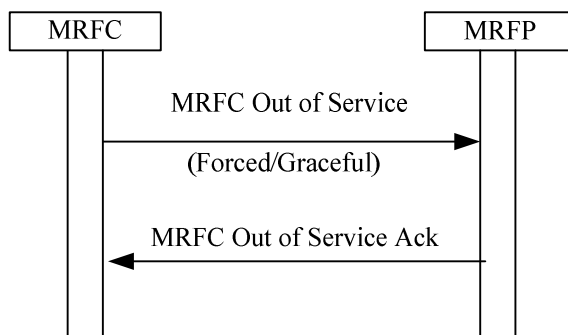 MRFC
MRFP
MRFC Out of Service
(Forced/Graceful)
MRFC Out of Service Ack